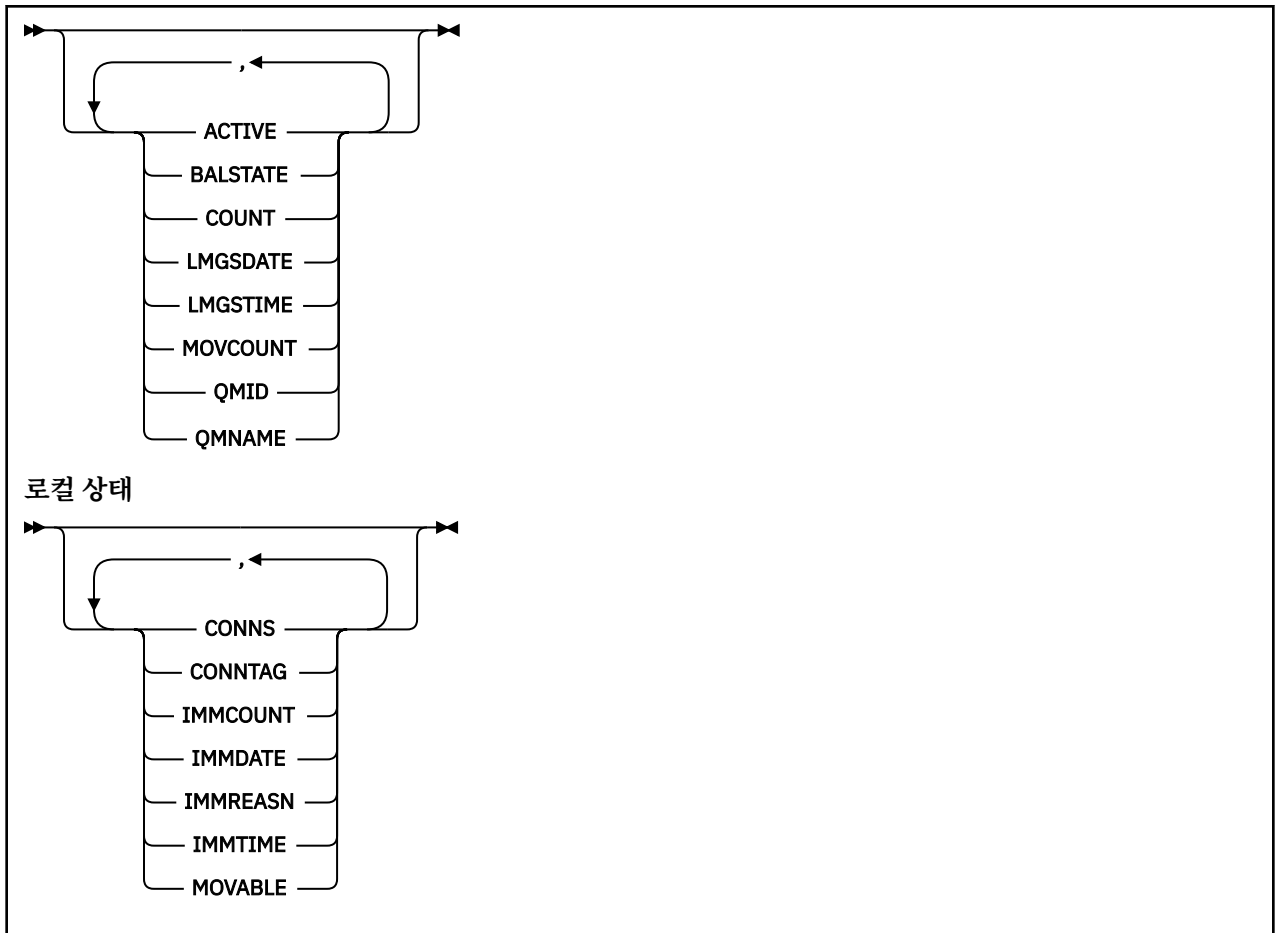 ,
ACTIVE
BALSTATE
COUNT
LMGSDATE
LMGSTIME
MOVCOUNT
QMID
QMNAME
로컬 상태
,
CONNS
CONNTAG
IMMCOUNT
IMMDATE
IMMREASN
IMMTIME
MOVABLE